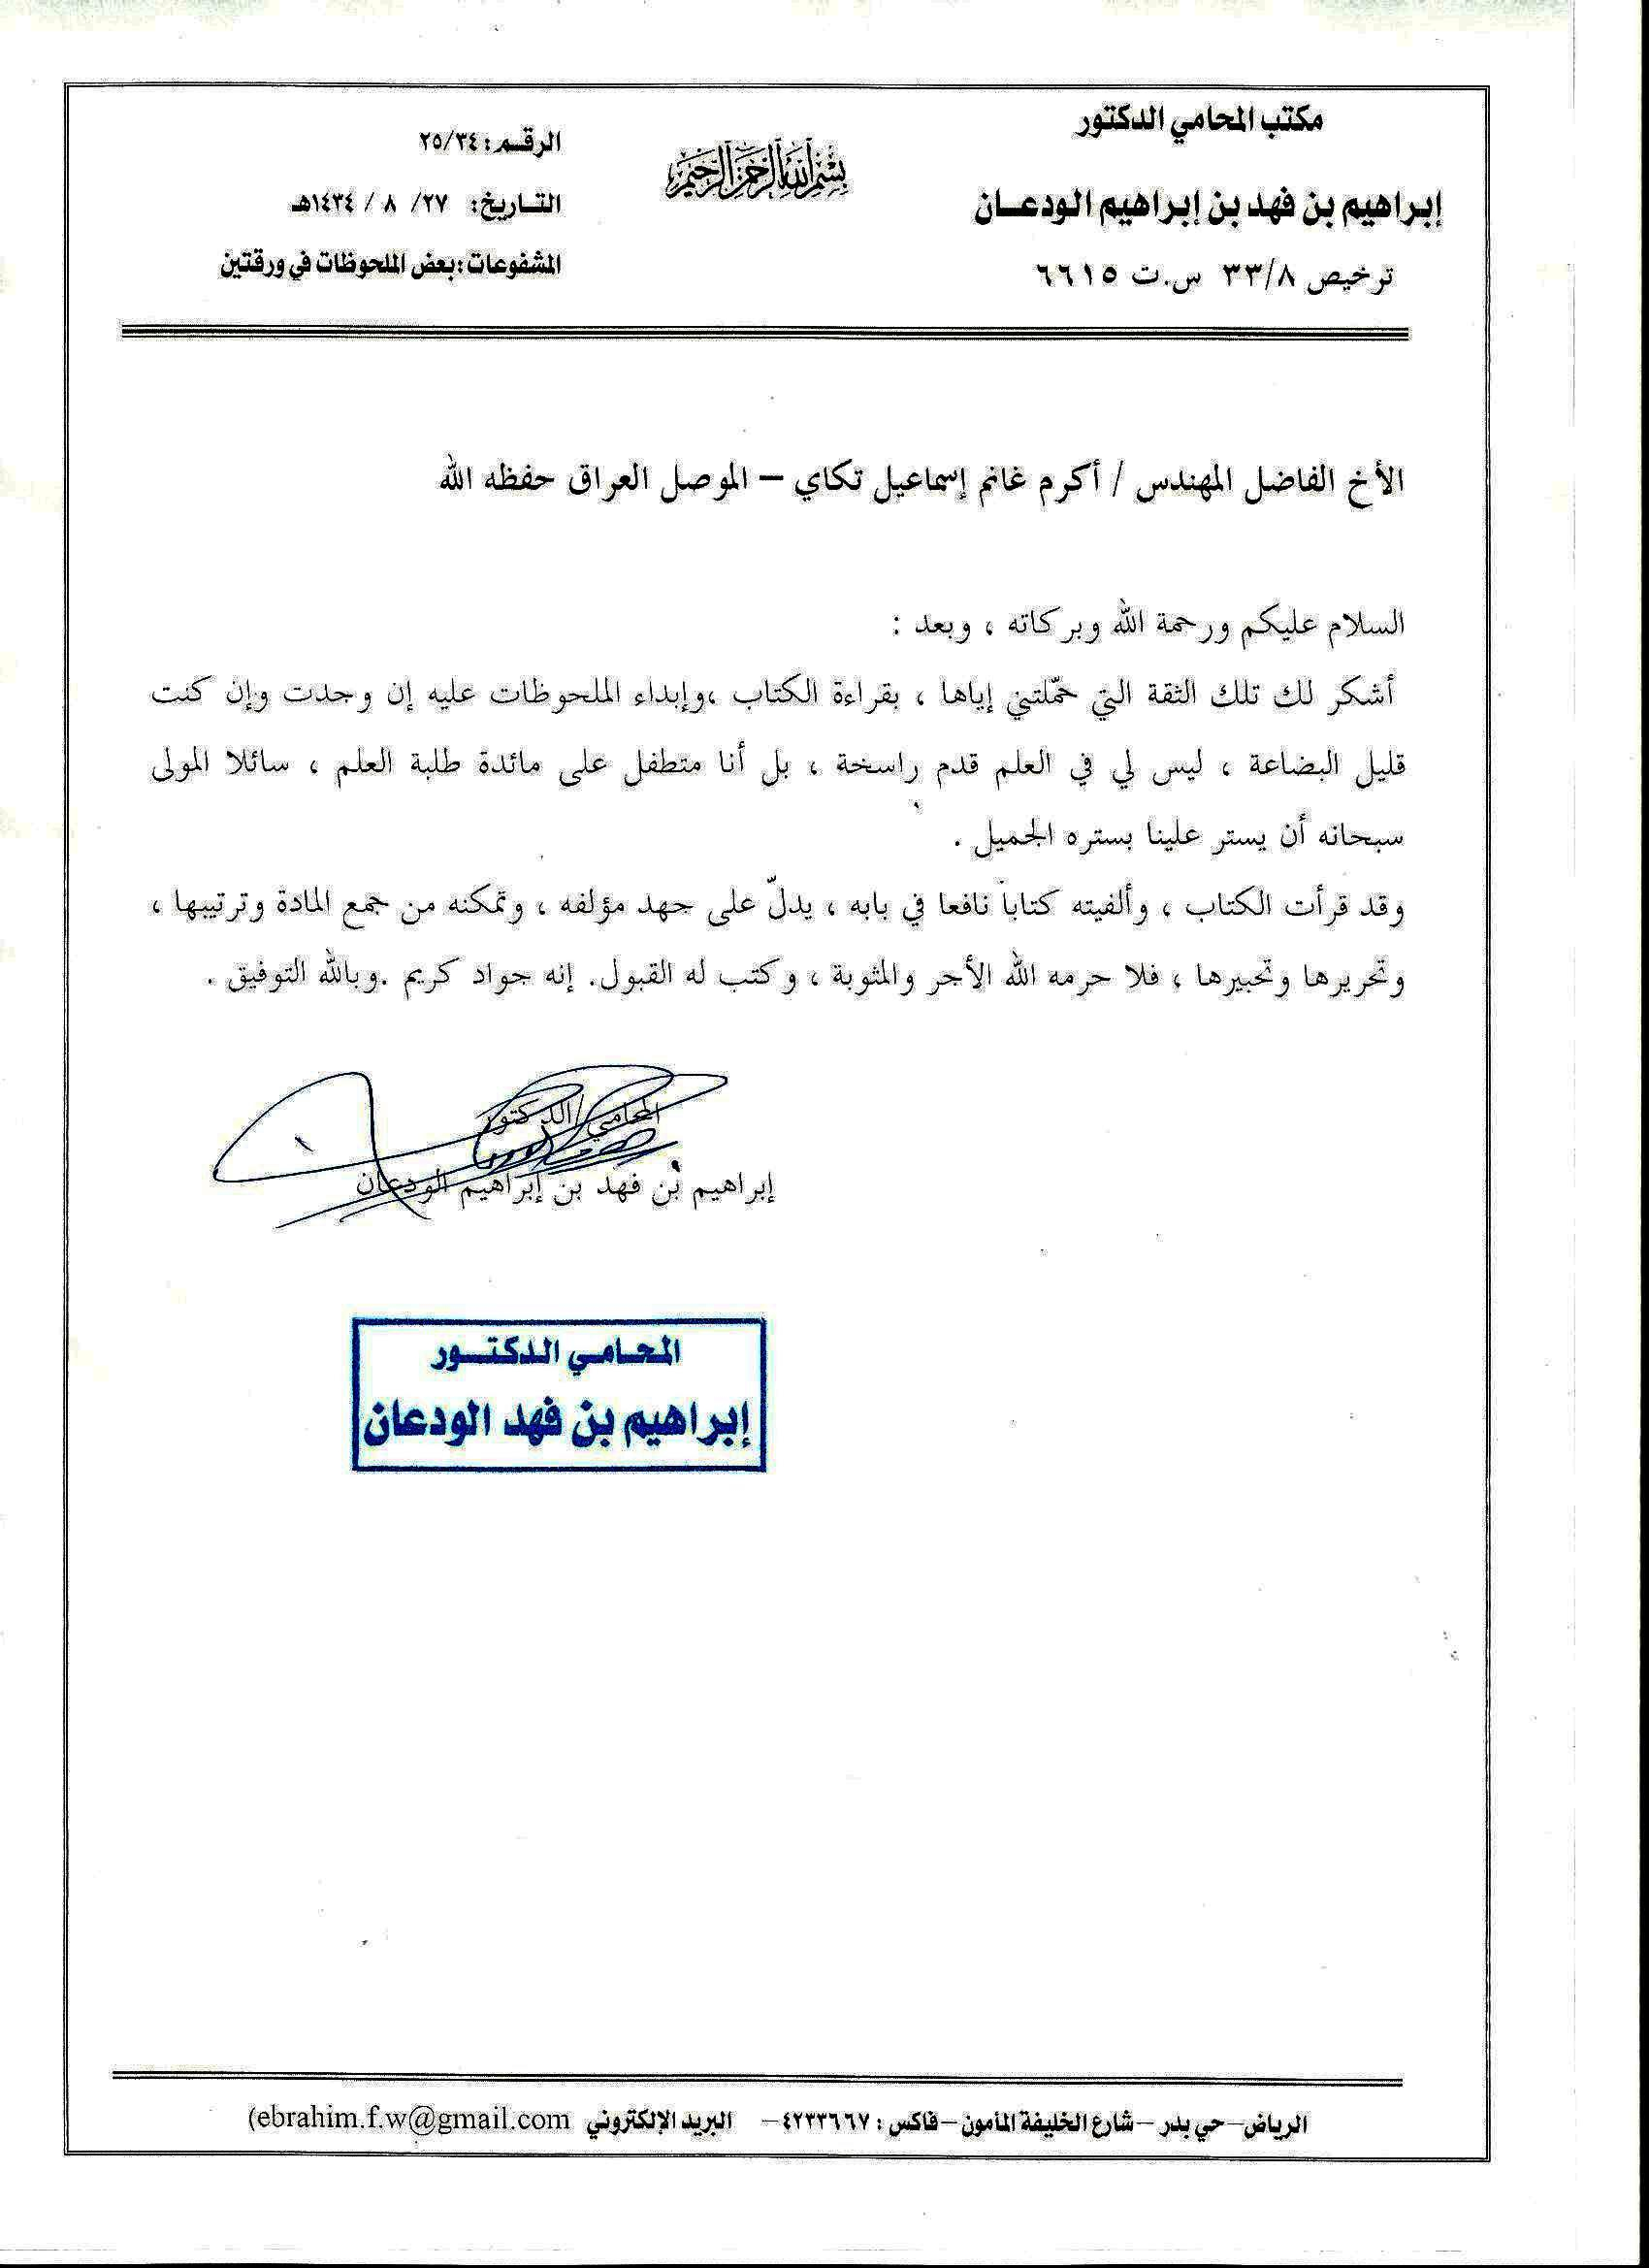 مكتب المحامي الدكتور
إبراهيم بن فهد بن إبراهيم الودعـــان
ترخيص ٣٣/٨ س.ت ٦٦١٥
بسم الله الرحمن الرحيم
الرقـم: ٢٥/٣٤
التـاريخ: ٢٧/ ٨ / ١٤٣٤هـ
المشفوعات: بعض الملحوظات في ورقتين
الأخ الفاضل المهندس / أكرم غانم إسماعيل تكاي – الموصل العراق حفظه الله
السلام عليكم ورحمة الله وبركاته ، وبعد :
أشكر لك تلك الثقة التي حمّلتني إياها ، بقراءة الكتاب ،وإبداء الملحوظات عليه إن وجدت وإن كنت
قليل البضاعة ، ليس لي في العلم قدم راسخة ، بل أنا متطفل على مائدة طلبة العلم ، سائلا المولى
سبحانه أن يستر علينا بستره الجميل .
وقد قرأت الكتاب ، وألفيته كتاباً نافعا في بابه ، يدلّ على جهد مؤلفه ، وتمكنه من جمع المادة وترتيبها ،
وتحريرها وتحبيرها ، فلا حرمه الله الأجر والمثوبة ، وكتب له القبول. إنه جواد كريم .وبالله التوفيق .
المحامي/الدكتور
إبراهيم بن فهد بن إبراهيم الودعان
المحـامـي الدكتـــور
إبراهيم بن فهد الودعان
الرياض– حي بدر – شارع الخليفة المأمون – فاكس : ٤٢٣٣٦٦٧– البريد الإلكتروني ebrahim.f.w@gmail.com)